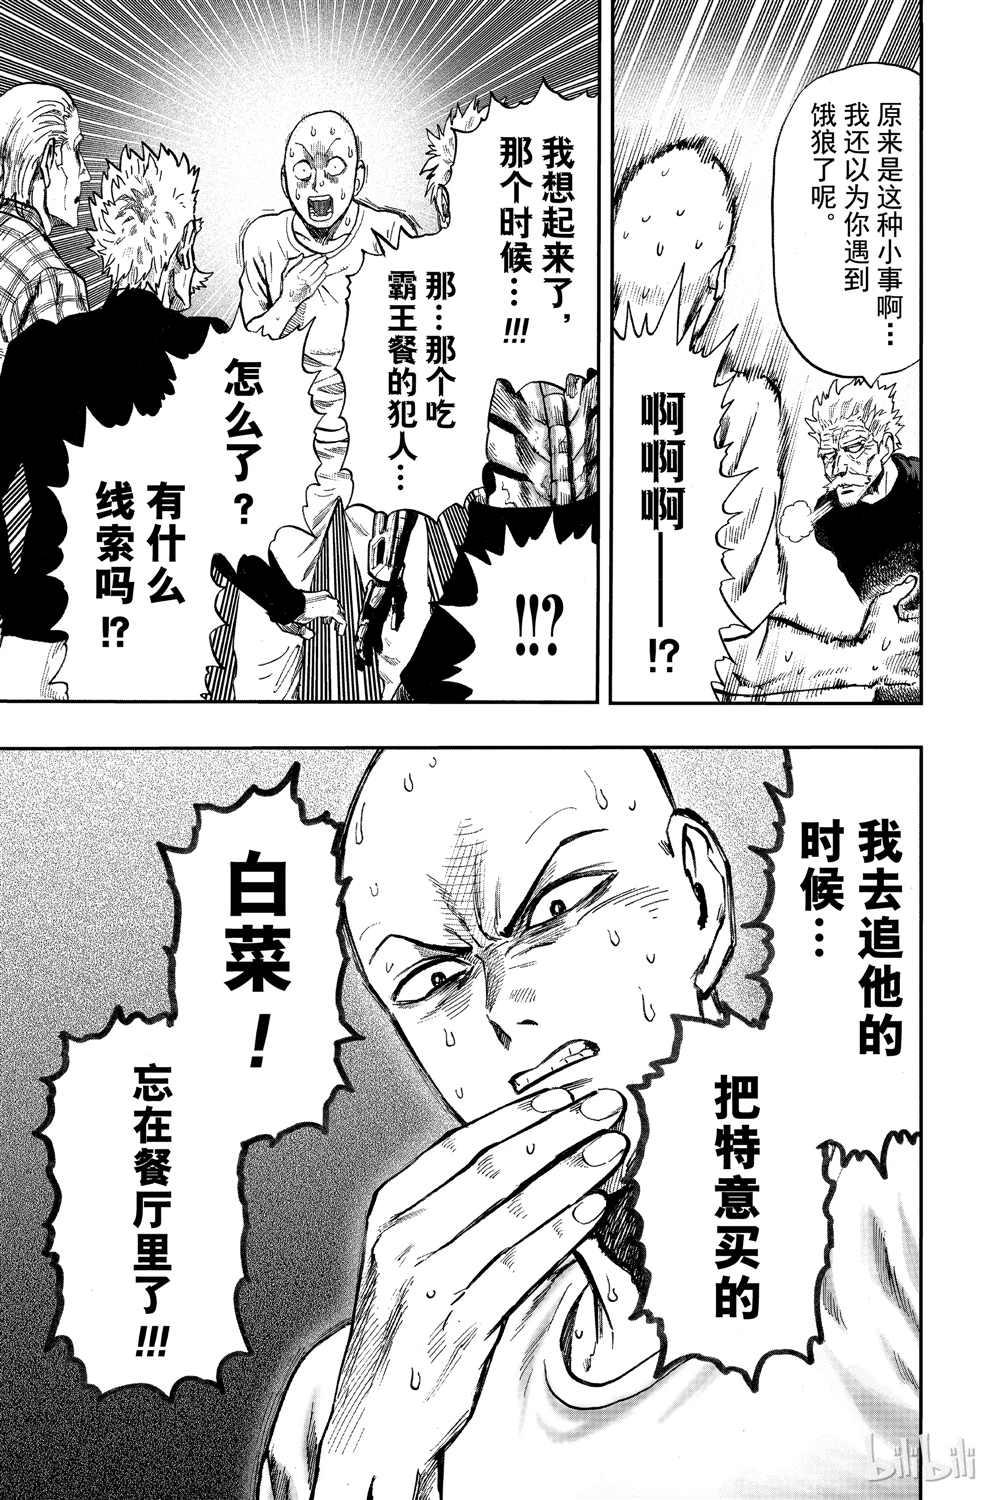 原来是这种小事啊…
我还以为你遇到
饿狼了呢。
啊啊啊——!?
我想起来了，
那个时候…!!!
那…那个吃
霸王餐的犯人…
!!!?
怎么了？
有什么
线索吗!?
我去追他的
时候…
把特意买的
白菜！
忘在餐厅里了!!!
bilibili